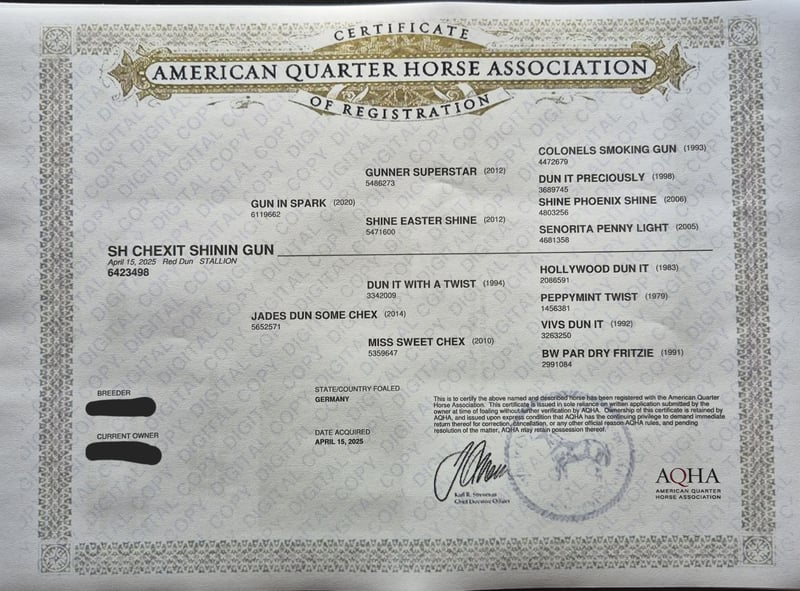 CERTIFICATE
AMERICAN QUARTER HORSE ASSOCIATION
OF REGISTRATION
COLONELS SMOKING GUN (1993)
4472679
GUNNER SUPERSTAR (2012)
5486273
DUN IT PRECIOUSLY (1998)
3689745
GUN IN SPARK (2020)
6119662
SHINE PHOENIX SHINE (2006)
4803256
SHINE EASTER SHINE (2012)
5471600
SENORITA PENNY LIGHT (2005)
4681358
SH CHEXIT SHININ GUN
April 15, 2025 Red Dun STALLION
6423498
HOLLYWOOD DUN IT (1983)
2086591
DUN IT WITH A TWIST (1994)
3342009
PEPPYMINT TWIST (1979)
1456381
JADES DUN SOME CHEX (2014)
5652571
VIVS DUN IT (1992)
3263250
MISS SWEET CHEX (2010)
5359647
BW PAR DRY FRITZIE (1991)
2991084
BREEDER
CURRENT OWNER
STATE/COUNTRY FOALED
GERMANY
DATE ACQUIRED
APRIL 15, 2025
This is to certify the above named and described horse has been registered with the American Quarter
Horse Association. This certificate is issued in sole reliance on written application submitted by the
owner at time of foaling without further verification by AQHA. Ownership of this certificate is retained by
AQHA, and issued upon express condition that AQHA has the continuing privilege to demand immediate
return thereof for correction, cancellation, or any other official reason AQHA rules, and pending
resolution of the matter, AQHA may retain possession thereof.
Karl R. Stressman
Chief Executive Officer
AQHA
AMERICAN QUARTER
HORSE ASSOCIATION
DIGITAL COPY